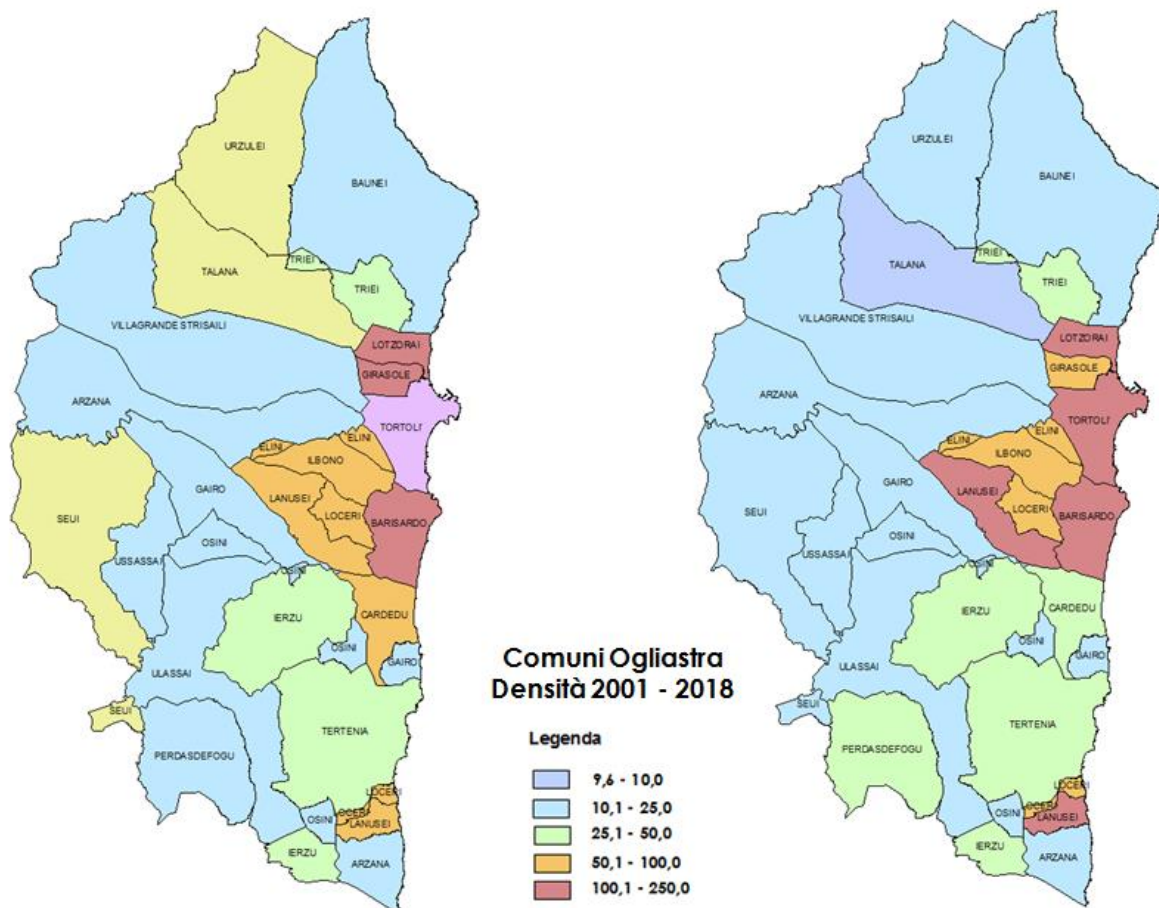 URZULEI
BAUNEI
TRIEI
TALANA
TRIEI
VILLAGRANDE STRISAILI
LOTZORAI
GIRASOLE
ARZANA
TORTOLI'
ELINI
ELINI
ILBONO
GAIRO
LANUSEI
LOCERI
SEUI
BARISARDO
OSINI
USSASSAI
OSINI
IERZU
CARDEDU
OSINI
GAIRO
ULASSAI
SEUI
TERTENIA
PERDASDEFOGU
LOCERI
LOCERI
OSINI
LANUSEI
IERZU
ARZANA
Comuni Ogliastra
Densità 2001 - 2018
Legenda
9,6 - 10,0
10,1 - 25,0
25,1 - 50,0
50,1 - 100,0
100,1 - 250,0
URZULEI
BAUNEI
TRIEI
TALANA
TRIEI
VILLAGRANDE STRISAILI
LOTZORAI
GIRASOLE
ARZANA
TORTOLI'
ELINI
ELINI
ILBONO
GAIRO
LANUSEI
LOCERI
SEUI
BARISARDO
OSINI
USSASSAI
OSINI
IERZU
CARDEDU
OSINI
GAIRO
ULASSAI
SEUI
TERTENIA
PERDASDEFOGU
LOCERI
LOCERI
OSINI
LANUSEI
IERZU
ARZANA